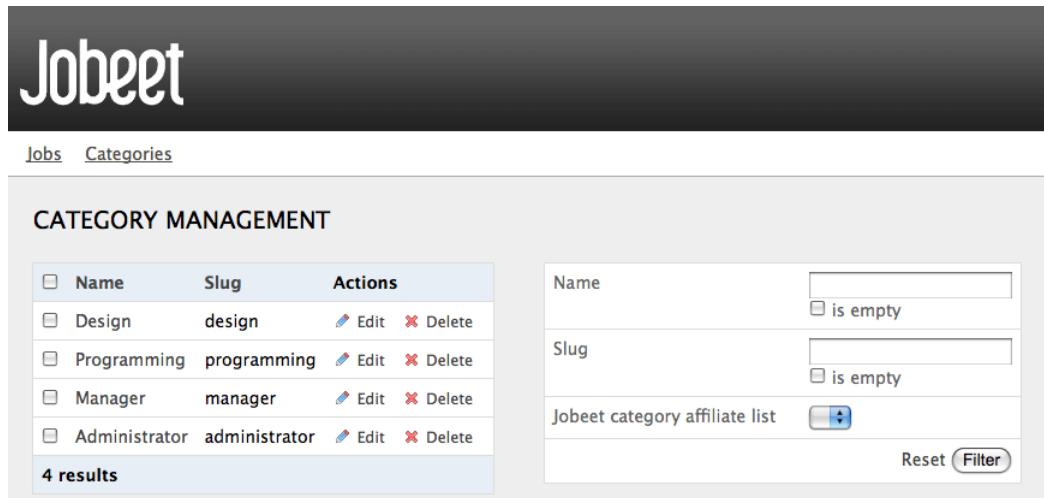 Jobeet
Jobs Categories
CATEGORY MANAGEMENT
Name Slug Actions
Design design Edit Delete
Programming programming Edit Delete
Manager manager Edit Delete
Administrator administrator Edit Delete
4 results
Name
is empty
Slug
is empty
Jobeet category affiliate list
Reset Filter